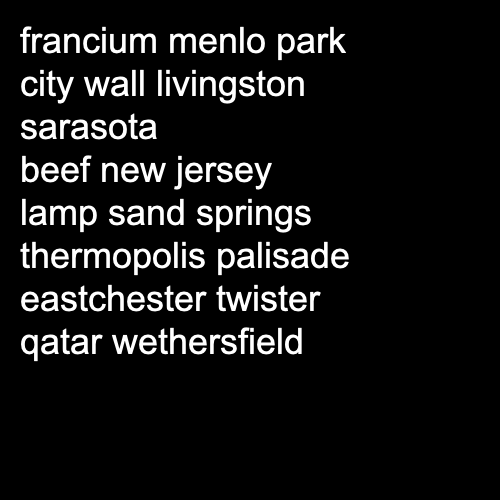 francium menlo park
city wall livingston
sarasota
beef new jersey
lamp sand springs
thermopolis palisade
eastchester twister
qatar wethersfield